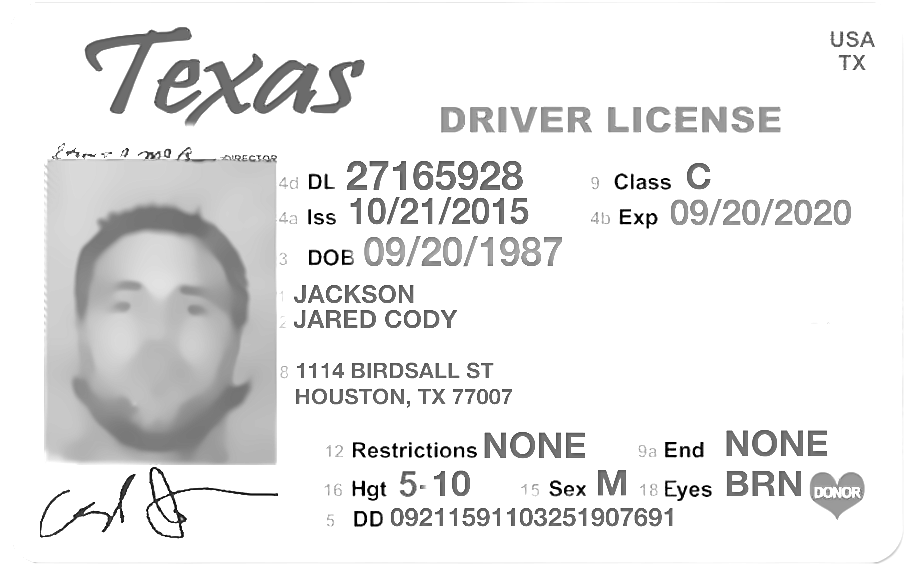 Texas
USA
TX
DRIVER LICENSE
DIRECTOR
4d DL 27165928 9 Class C
4a Iss 10/21/2015 4b Exp 09/20/2020
3 DOB 09/20/1987
1 JACKSON
2 JARED CODY
8 1114 BIRDSALL ST
HOUSTON, TX 77007
12 Restrictions NONE 9a End NONE
16 Hgt 5-10 15 Sex M 18 Eyes BRN DONOR
5 DD 09211591103251907691